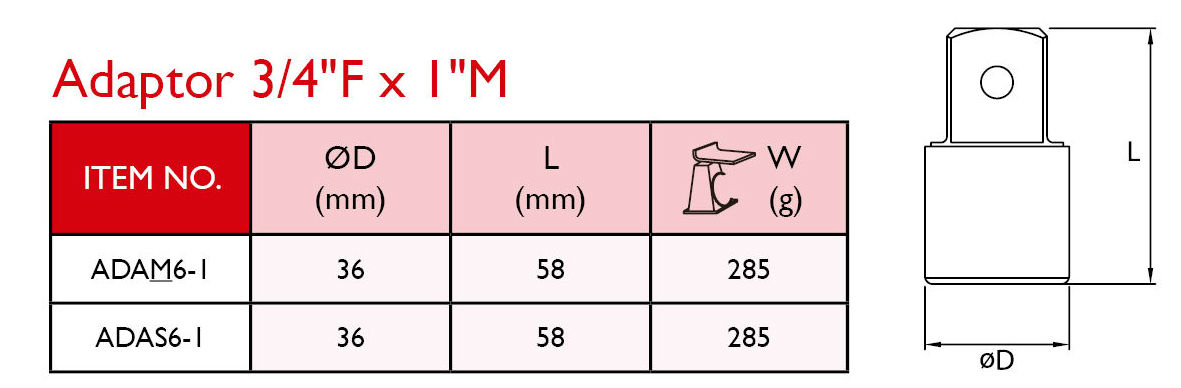 Adaptor 3/4"F x 1"M
ITEM NO. ØD (mm) L (mm) W (g)
ADAM6-1 36 58 285
ADAS6-1 36 58 285
L
øD